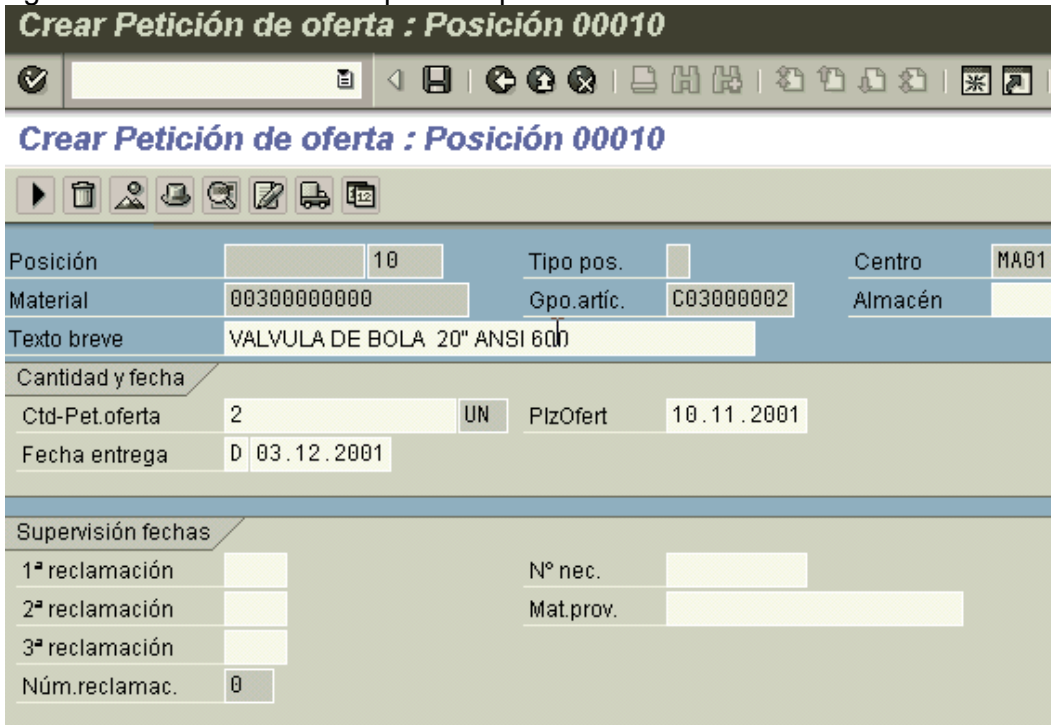 Crear Petición de oferta : Posición 00010
Crear Petición de oferta : Posición 00010
Posición 10 Tipo pos. Centro MA01
Material 00300000000 Gpo.artíc. C03000002 Almacén
Texto breve VALVULA DE BOLA 20" ANSI 600
Cantidad y fecha
Ctd-Pet.oferta 2 UN PlzOfert 10.11.2001
Fecha entrega D 03.12.2001
Supervisión fechas
1ª reclamación Nº nec.
2ª reclamación Mat.prov.
3ª reclamación
Núm.reclamac. 0